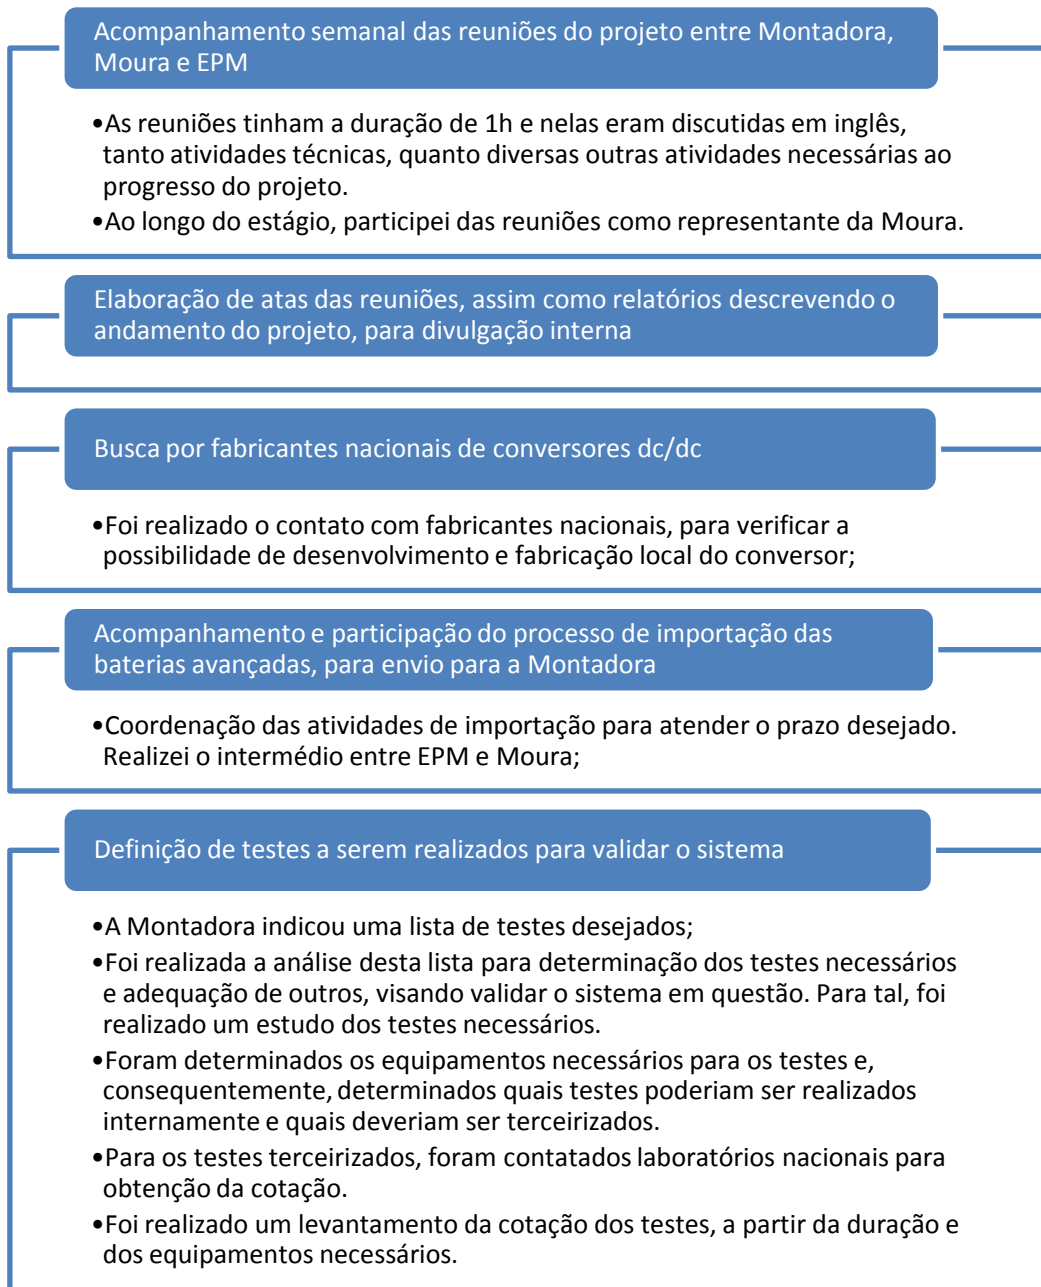 Acompanhamento semanal das reuniões do projeto entre Montadora,
Moura e EPM
•As reuniões tinham a duração de 1h e nelas eram discutidas em inglês,
tanto atividades técnicas, quanto diversas outras atividades necessárias ao
progresso do projeto.
•Ao longo do estágio, participei das reuniões como representante da Moura.
Elaboração de atas das reuniões, assim como relatórios descrevendo o
andamento do projeto, para divulgação interna
Busca por fabricantes nacionais de conversores dc/dc
•Foi realizado o contato com fabricantes nacionais, para verificar a
possibilidade de desenvolvimento e fabricação local do conversor;
Acompanhamento e participação do processo de importação das
baterias avançadas, para envio para a Montadora
•Coordenação das atividades de importação para atender o prazo desejado.
Realizei o intermédio entre EPM e Moura;
Definição de testes a serem realizados para validar o sistema
•A Montadora indicou uma lista de testes desejados;
•Foi realizada a análise desta lista para determinação dos testes necessários
e adequação de outros, visando validar o sistema em questão. Para tal, foi
realizado um estudo dos testes necessários.
•Foram determinados os equipamentos necessários para os testes e,
consequentemente, determinados quais testes poderiam ser realizados
internamente e quais deveriam ser terceirizados.
•Para os testes terceirizados, foram contatados laboratórios nacionais para
obtenção da cotação.
•Foi realizado um levantamento da cotação dos testes, a partir da duração e
dos equipamentos necessários.